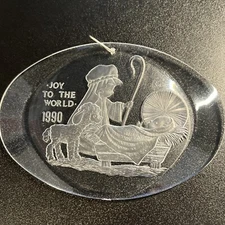 ·JOY
TO THE
WORLD·
1990